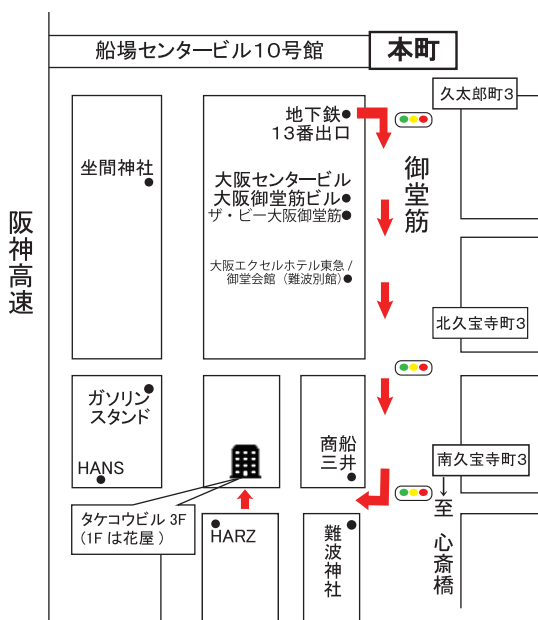 船場センタービル10号館
本町
久太郎町3
地下鉄
13番出口
坐間神社
大阪センタービル
大阪御堂筋ビル
ザ・ビー大阪御堂筋
御堂筋
阪神高速
大阪エクセルホテル東急/
御堂会館(難波別館)
北久宝寺町3
ガソリン
スタンド
HANS
商船
三井
南久宝寺町3
至 心斎橋
タケコウビル 3F
(1F は花屋)
HARZ
難波神社